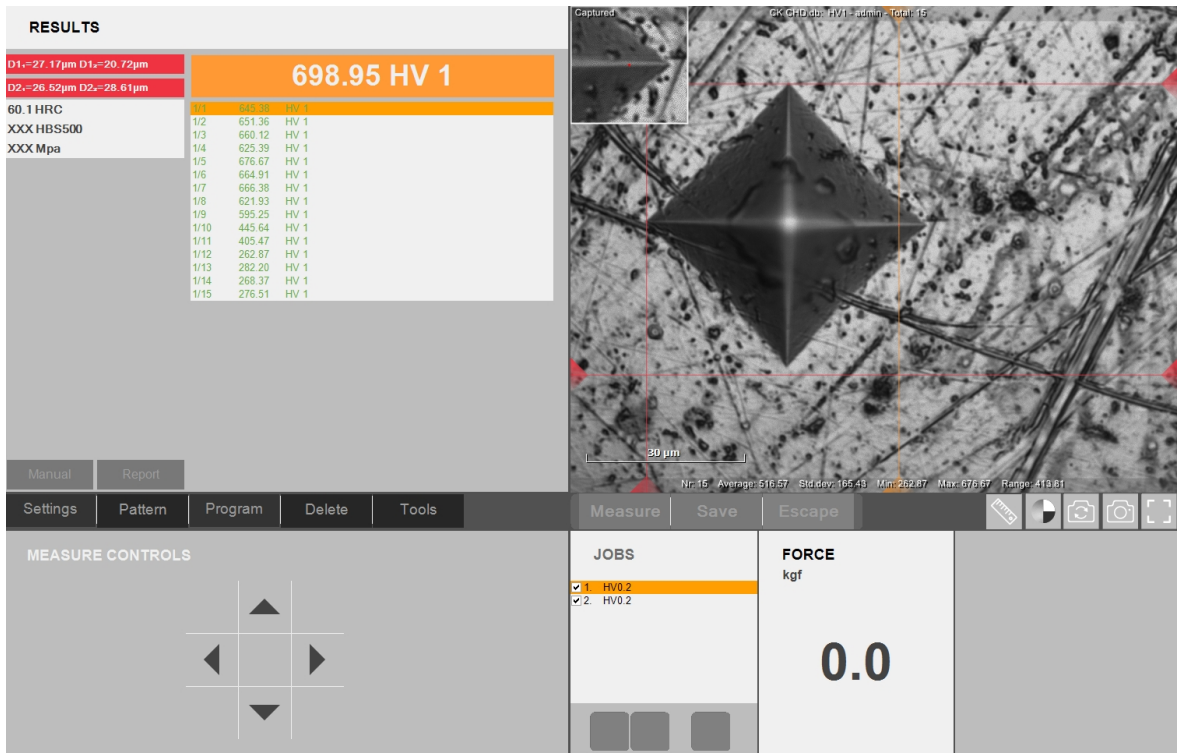 RESULTS
D1₁=27.17µm D1₂=20.72µm
D2₁=26.52µm D2₂=28.61µm
60.1 HRC
XXX HBS500
XXX Mpa
698.95 HV 1
1/1 645.38 HV 1
1/2 651.36 HV 1
1/3 660.12 HV 1
1/4 625.39 HV 1
1/5 676.67 HV 1
1/6 664.91 HV 1
1/7 666.38 HV 1
1/8 621.93 HV 1
1/9 595.25 HV 1
1/10 445.64 HV 1
1/11 405.47 HV 1
1/12 262.87 HV 1
1/13 282.20 HV 1
1/14 268.37 HV 1
1/15 276.51 HV 1
Manual Report
Captured
CK CHD.db: HV1 - admin - Total: 15
30 µm
Nr: 15 Average: 516.57 Std.dev: 165.43 Min: 262.87 Max: 676.67 Range: 413.81
Settings Pattern Program Delete Tools
Measure Save Escape
MEASURE CONTROLS
JOBS
1. HV0.2
2. HV0.2
FORCE
kgf
0.0